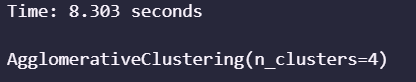 Time: 8.303 seconds
AgglomerativeClustering(n_clusters=4)